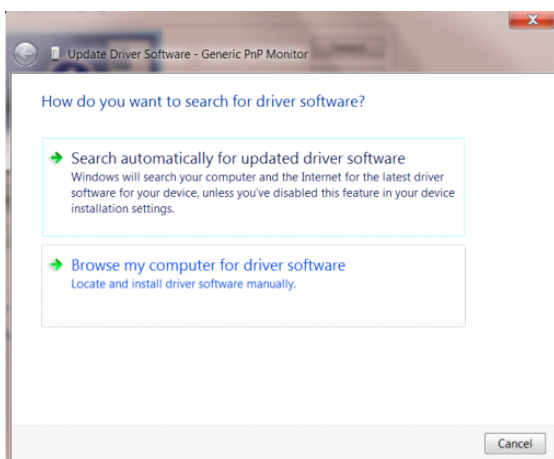 Update Driver Software - Generic PnP Monitor
How do you want to search for driver software?
Search automatically for updated driver software
Windows will search your computer and the Internet for the latest driver
software for your device, unless you've disabled this feature in your device
installation settings.
Browse my computer for driver software
Locate and install driver software manually.
Cancel